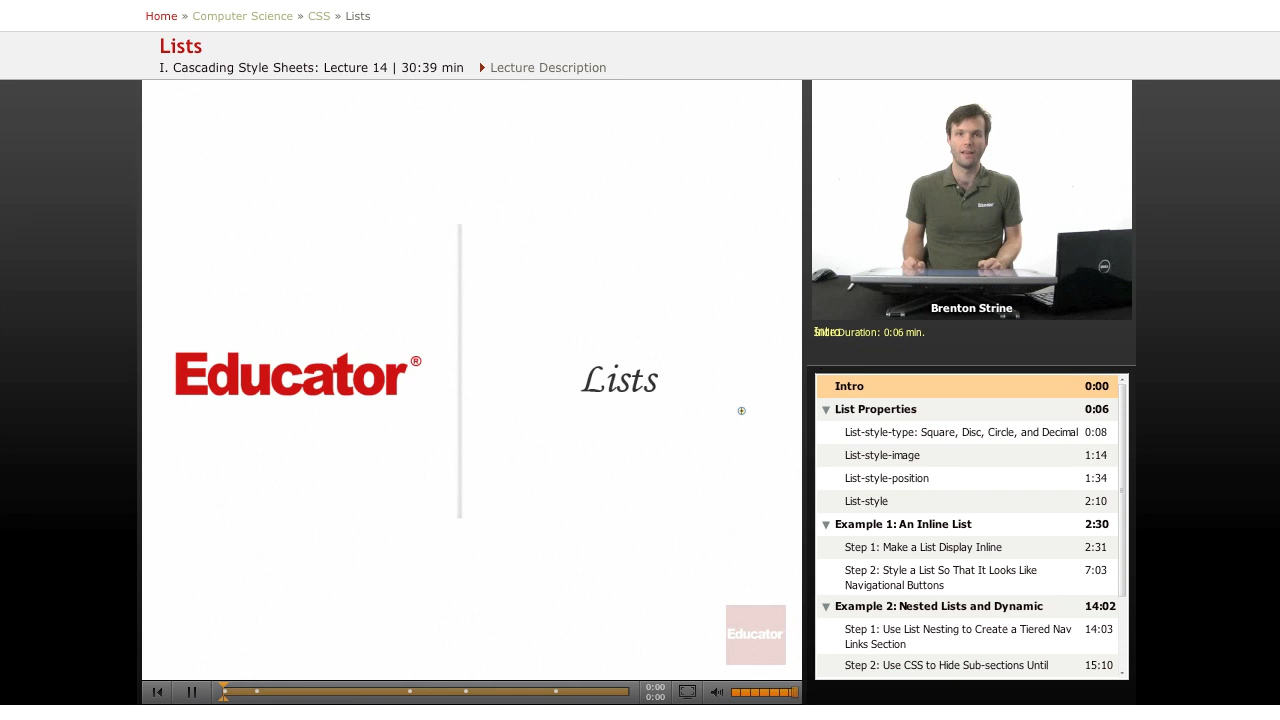 Home » Computer Science » CSS » Lists
Lists
I. Cascading Style Sheets: Lecture 14 | 30:39 min Lecture Description
Educator®
Lists
Educator
Educator
DELL
Brenton Strine
Duration: 0:06 min.
Intro 0:00
List Properties 0:06
List-style-type: Square, Disc, Circle, and Decimal 0:08
List-style-image 1:14
List-style-position 1:34
List-style 2:10
Example 1: An Inline List 2:30
Step 1: Make a List Display Inline 2:31
Step 2: Style a List So That It Looks Like 7:03
Navigational Buttons
Example 2: Nested Lists and Dynamic 14:02
Step 1: Use List Nesting to Create a Tiered Nav 14:03
Links Section
Step 2: Use CSS to Hide Sub-sections Until 15:10
0:00
0:00